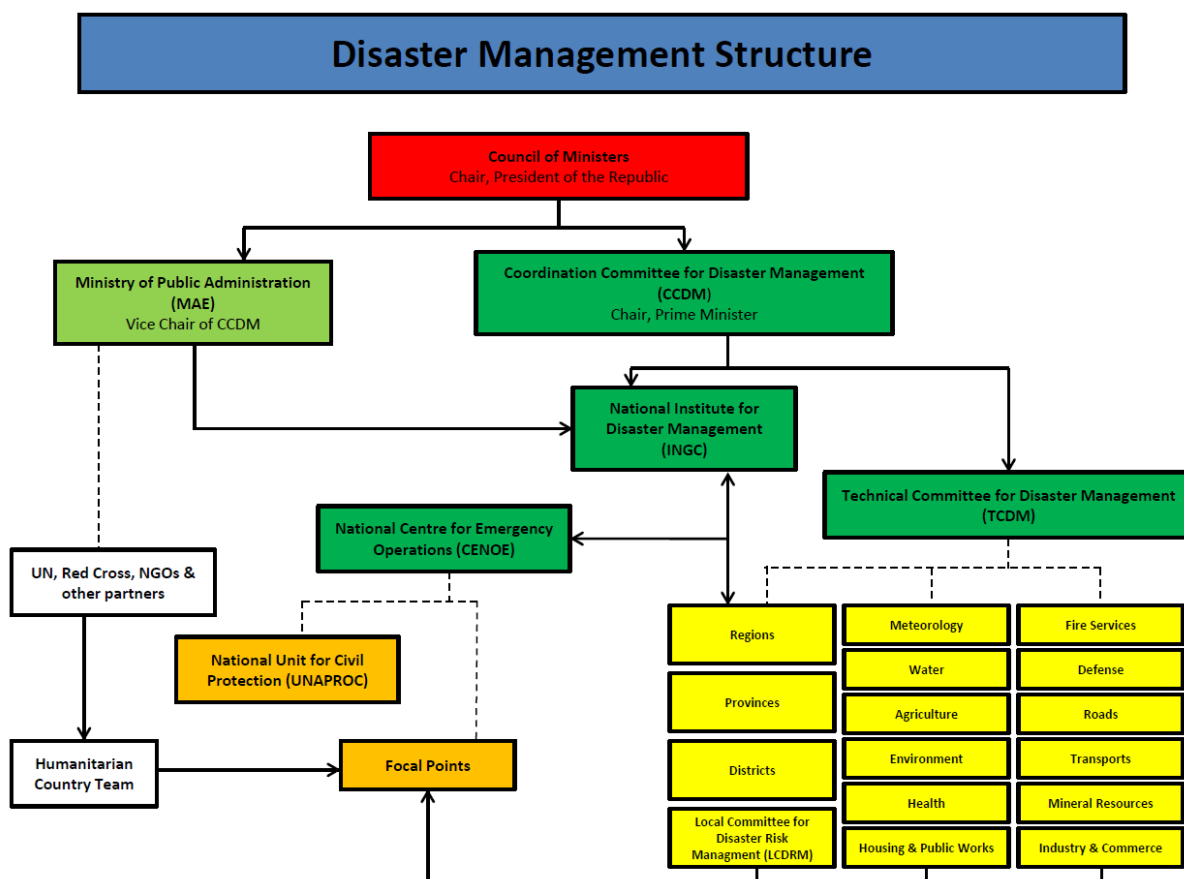 Disaster Management Structure
Council of Ministers
Chair, President of the Republic
Ministry of Public Administration
(MAE)
Vice Chair of CCDM
Coordination Committee for Disaster Management
(CCDM)
Chair, Prime Minister
National Institute for
Disaster Management
(INGC)
Technical Committee for Disaster Management
(TCDM)
National Centre for Emergency
Operations (CENOE)
UN, Red Cross, NGOs &
other partners
National Unit for Civil
Protection (UNAPROC)
Humanitarian
Country Team
Focal Points
Regions
Provinces
Districts
Local Committee for
Disaster Risk
Managment (LCDRM)
Meteorology
Water
Agriculture
Environment
Health
Housing & Public Works
Fire Services
Defense
Roads
Transports
Mineral Resources
Industry & Commerce